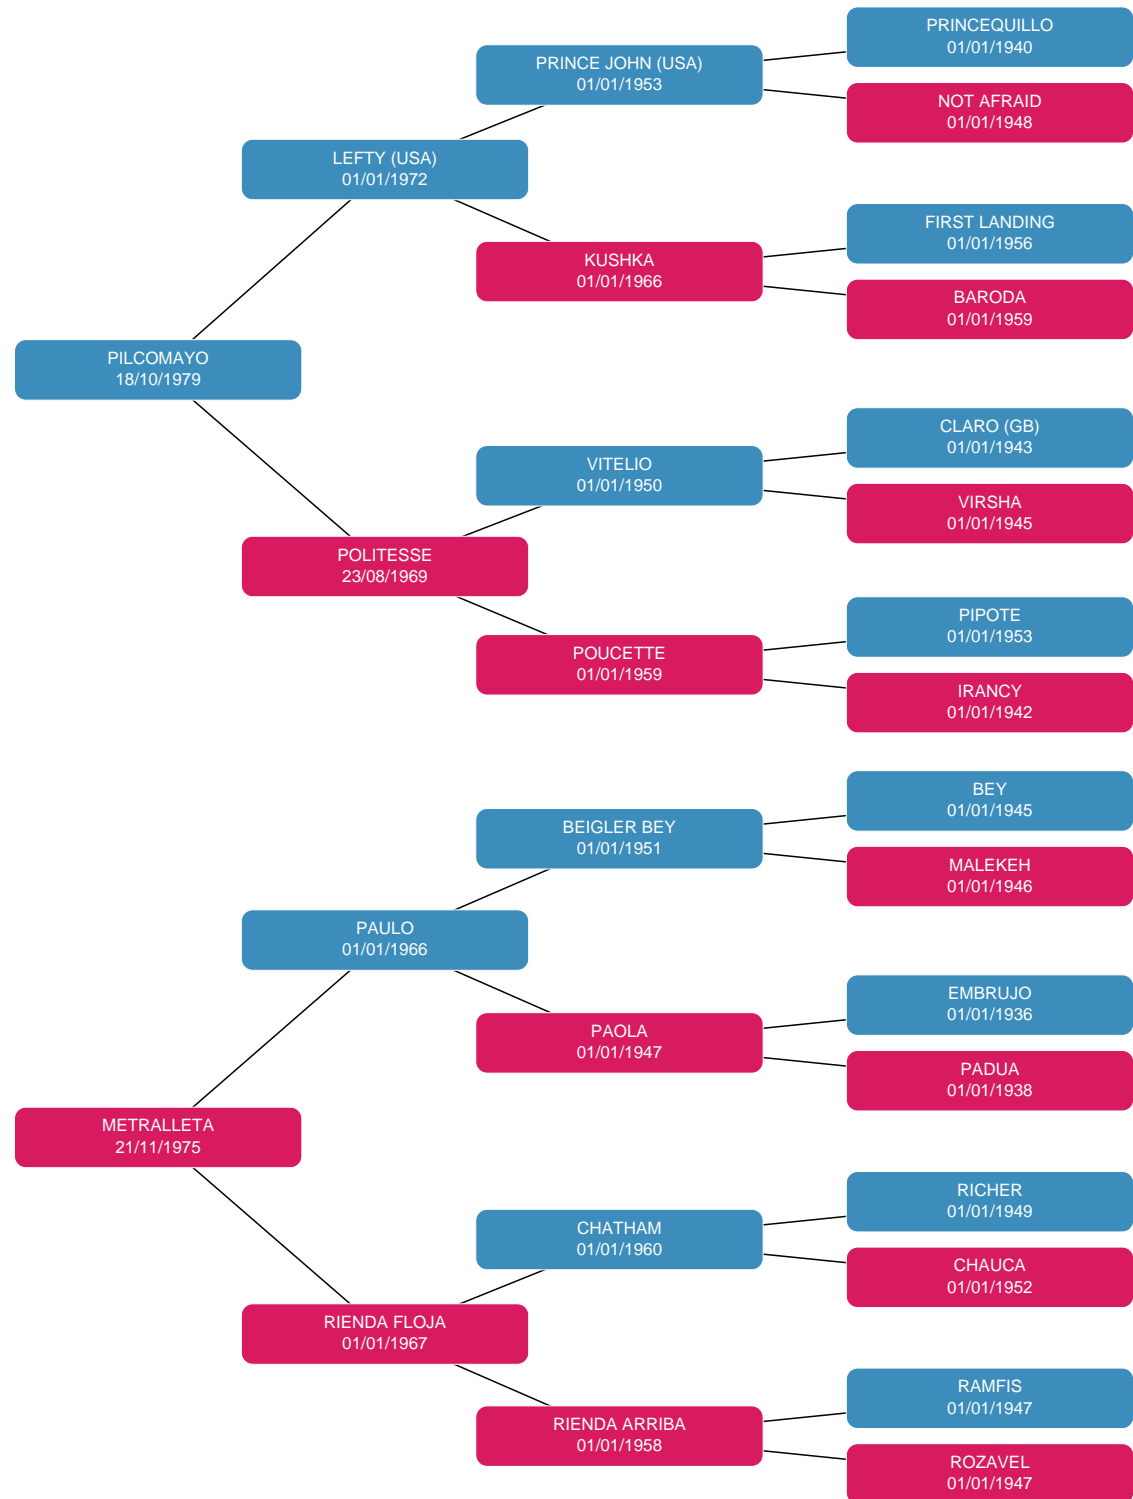 PRINCEQUILLO
01/01/1940
PRINCE JOHN (USA)
01/01/1953
NOT AFRAID
01/01/1948
LEFTY (USA)
01/01/1972
FIRST LANDING
01/01/1956
KUSHKA
01/01/1966
BARODA
01/01/1959
PILCOMAYO
18/10/1979
CLARO (GB)
01/01/1943
VITELIO
01/01/1950
VIRSHA
01/01/1945
POLITESSE
23/08/1969
PIPOTE
01/01/1953
POUCETTE
01/01/1959
IRANCY
01/01/1942
BEY
01/01/1945
BEIGLER BEY
01/01/1951
MALEKEH
01/01/1946
PAULO
01/01/1966
EMBRUJO
01/01/1936
PAOLA
01/01/1947
PADUA
01/01/1938
METRALLETA
21/11/1975
RICHER
01/01/1949
CHATHAM
01/01/1960
CHAUCA
01/01/1952
RIENDA FLOJA
01/01/1967
RAMFIS
01/01/1947
RIENDA ARRIBA
01/01/1958
ROZAVEL
01/01/1947